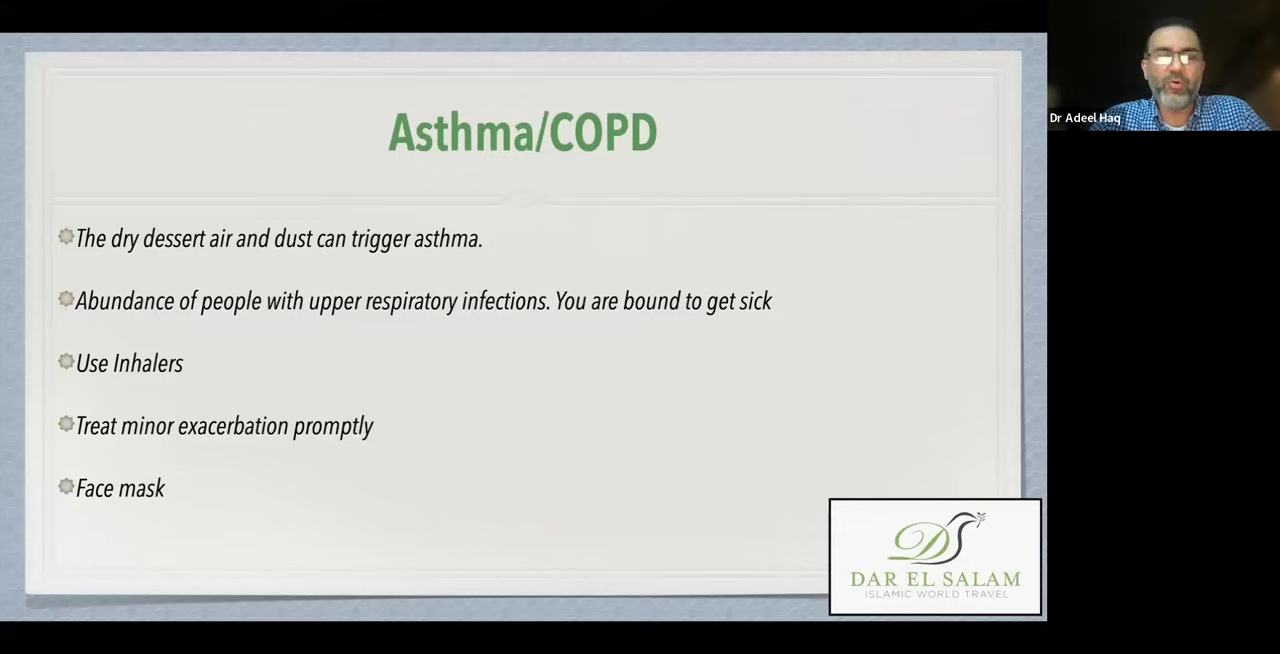 Asthma/COPD
The dry dessert air and dust can trigger asthma.
Abundance of people with upper respiratory infections. You are bound to get sick
Use Inhalers
Treat minor exacerbation promptly
Face mask
DS
DAR EL SALAM
ISLAMIC WORLD TRAVEL
Dr Adeel Haq